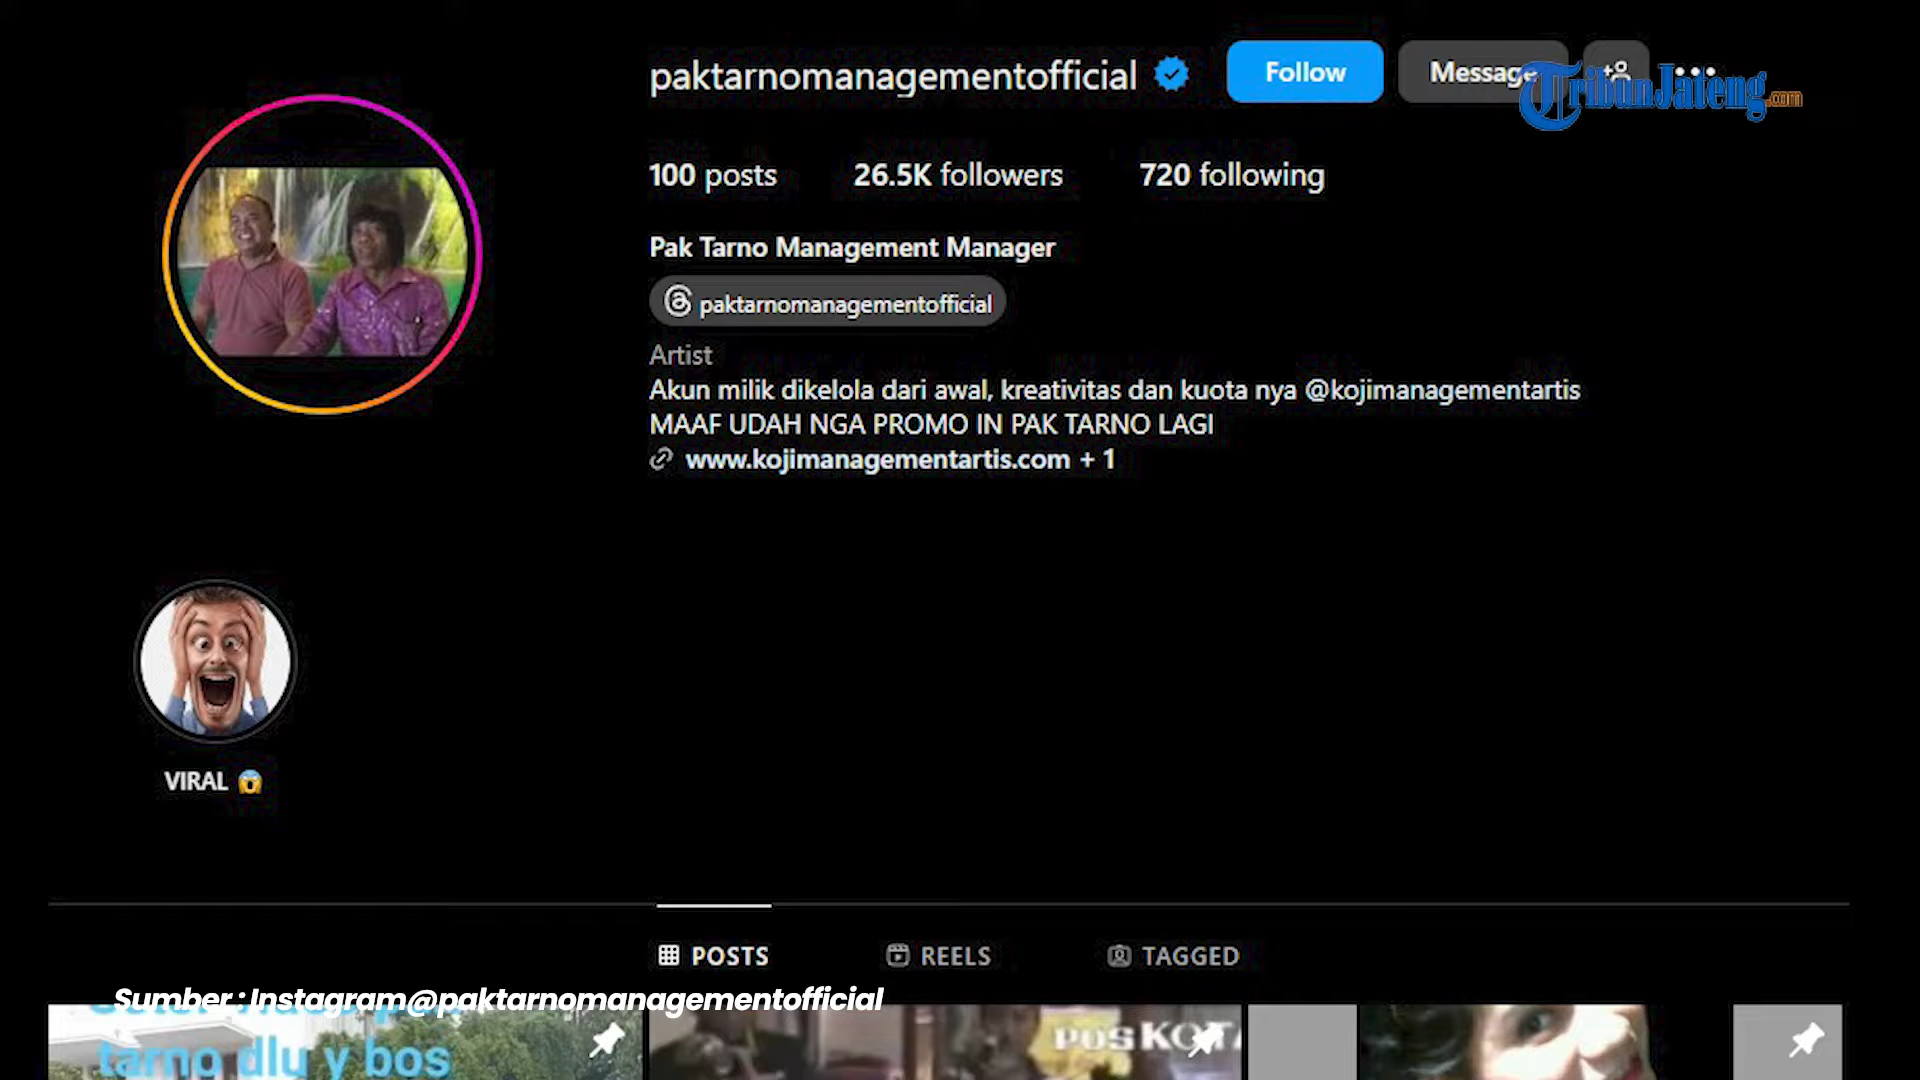 paktarnomanagementofficial
Follow
Message
TribunJateng.com
100 posts 26.5K followers 720 following
Pak Tarno Management Manager
paktarnomanagementofficial
Artist
Akun milik dikelola dari awal, kreativitas dan kuota nya @kojimanagementartis
MAAF UDAH NGA PROMO IN PAK TARNO LAGI
www.kojimanagementartis.com + 1
VIRAL 😱
POSTS REELS TAGGED
Sumber : Instagram@paktarnomanagementofficial
tarno dlu y bos
POSKOTA